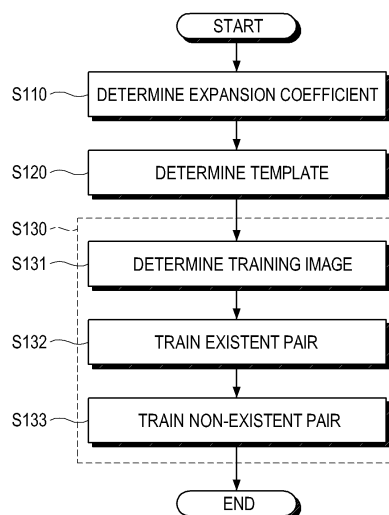 START
S110 DETERMINE EXPANSION COEFFICIENT
S120 DETERMINE TEMPLATE
S130
S131 DETERMINE TRAINING IMAGE
S132 TRAIN EXISTENT PAIR
S133 TRAIN NON-EXISTENT PAIR
END